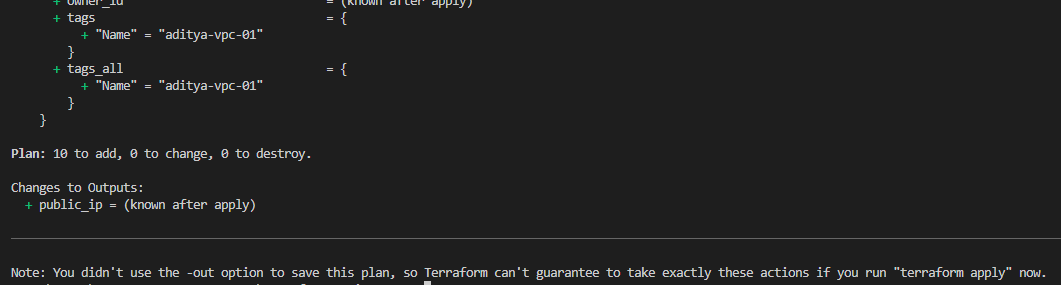 + owner_id = (known after apply)
+ tags = {
+ "Name" = "aditya-vpc-01"
}
+ tags_all = {
+ "Name" = "aditya-vpc-01"
}
}
Plan: 10 to add, 0 to change, 0 to destroy.
Changes to Outputs:
+ public_ip = (known after apply)
Note: You didn't use the -out option to save this plan, so Terraform can't guarantee to take exactly these actions if you run "terraform apply" now.